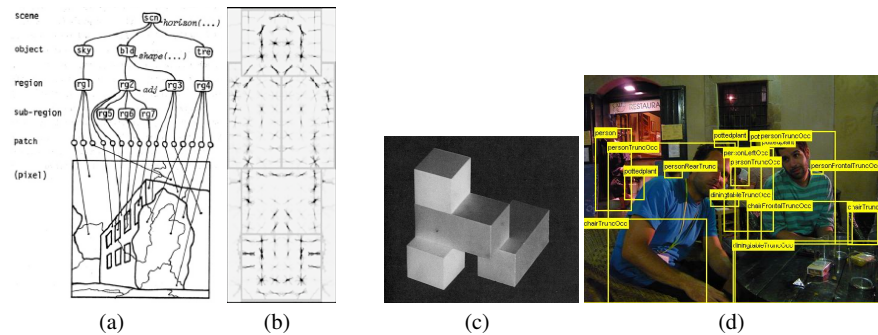 scene
scn
horison(...)
object
sky
bld
shape(...)
tre
region
rg1
rg2
adj
rg3
rg4
sub-region
rg5
rg6
rg7
patch
(pixel)
RESTAURA
person
personTruncOcc
pottedplant
personTruncOcc
personLeftOcc
personTruncOcc
personRearTrunc
personFrontalTruncOcc
pottedplant
diningtableTruncOcc
chairFrontalTruncOcc
chairTruncOcc
diningtableTruncOcc
(a)
(b)
(c)
(d)